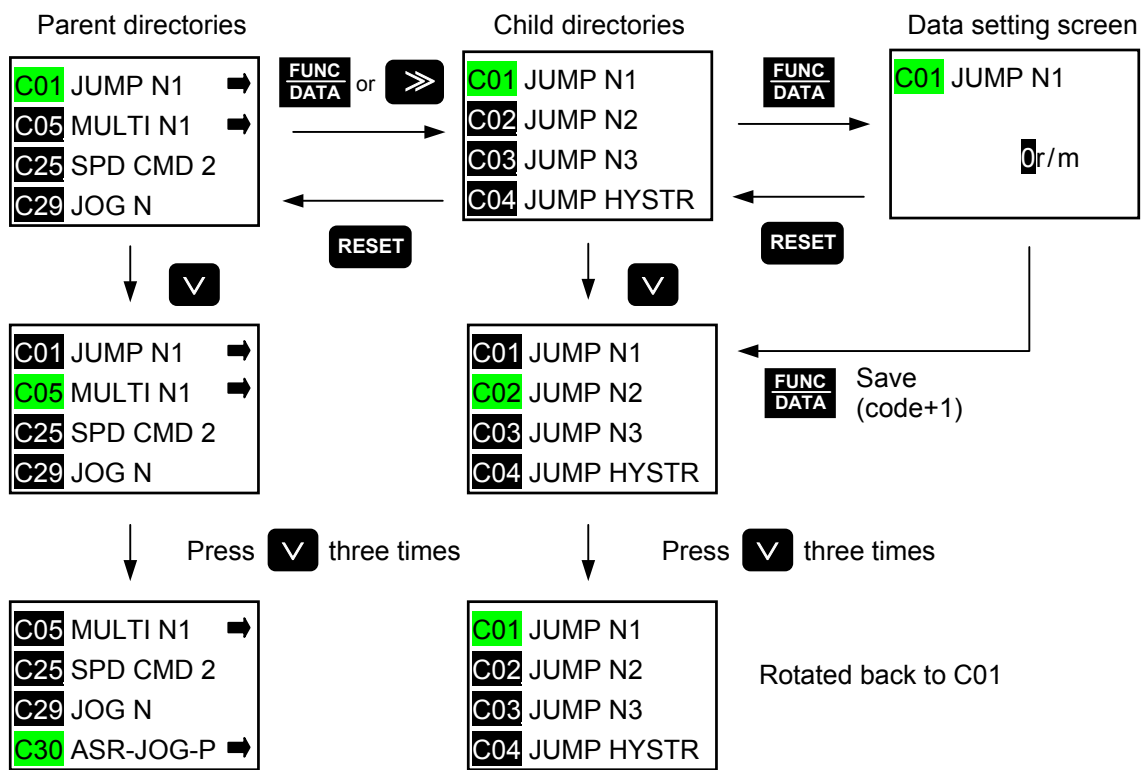 Parent directories
Child directories
Data setting screen
C01 JUMP N1 ➡
C05 MULTI N1 ➡
C25 SPD CMD 2
C29 JOG N
FUNC
DATA or ≫
RESET
C01 JUMP N1
C02 JUMP N2
C03 JUMP N3
C04 JUMP HYSTR
FUNC
DATA
RESET
C01 JUMP N1
0r/m
C01 JUMP N1 ➡
C05 MULTI N1 ➡
C25 SPD CMD 2
C29 JOG N
C01 JUMP N1
C02 JUMP N2
C03 JUMP N3
C04 JUMP HYSTR
FUNC
DATA
Save
(code+1)
Press ∨ three times
Press ∨ three times
C05 MULTI N1 ➡
C25 SPD CMD 2
C29 JOG N
C30 ASR-JOG-P ➡
C01 JUMP N1
C02 JUMP N2
C03 JUMP N3
C04 JUMP HYSTR
Rotated back to C01